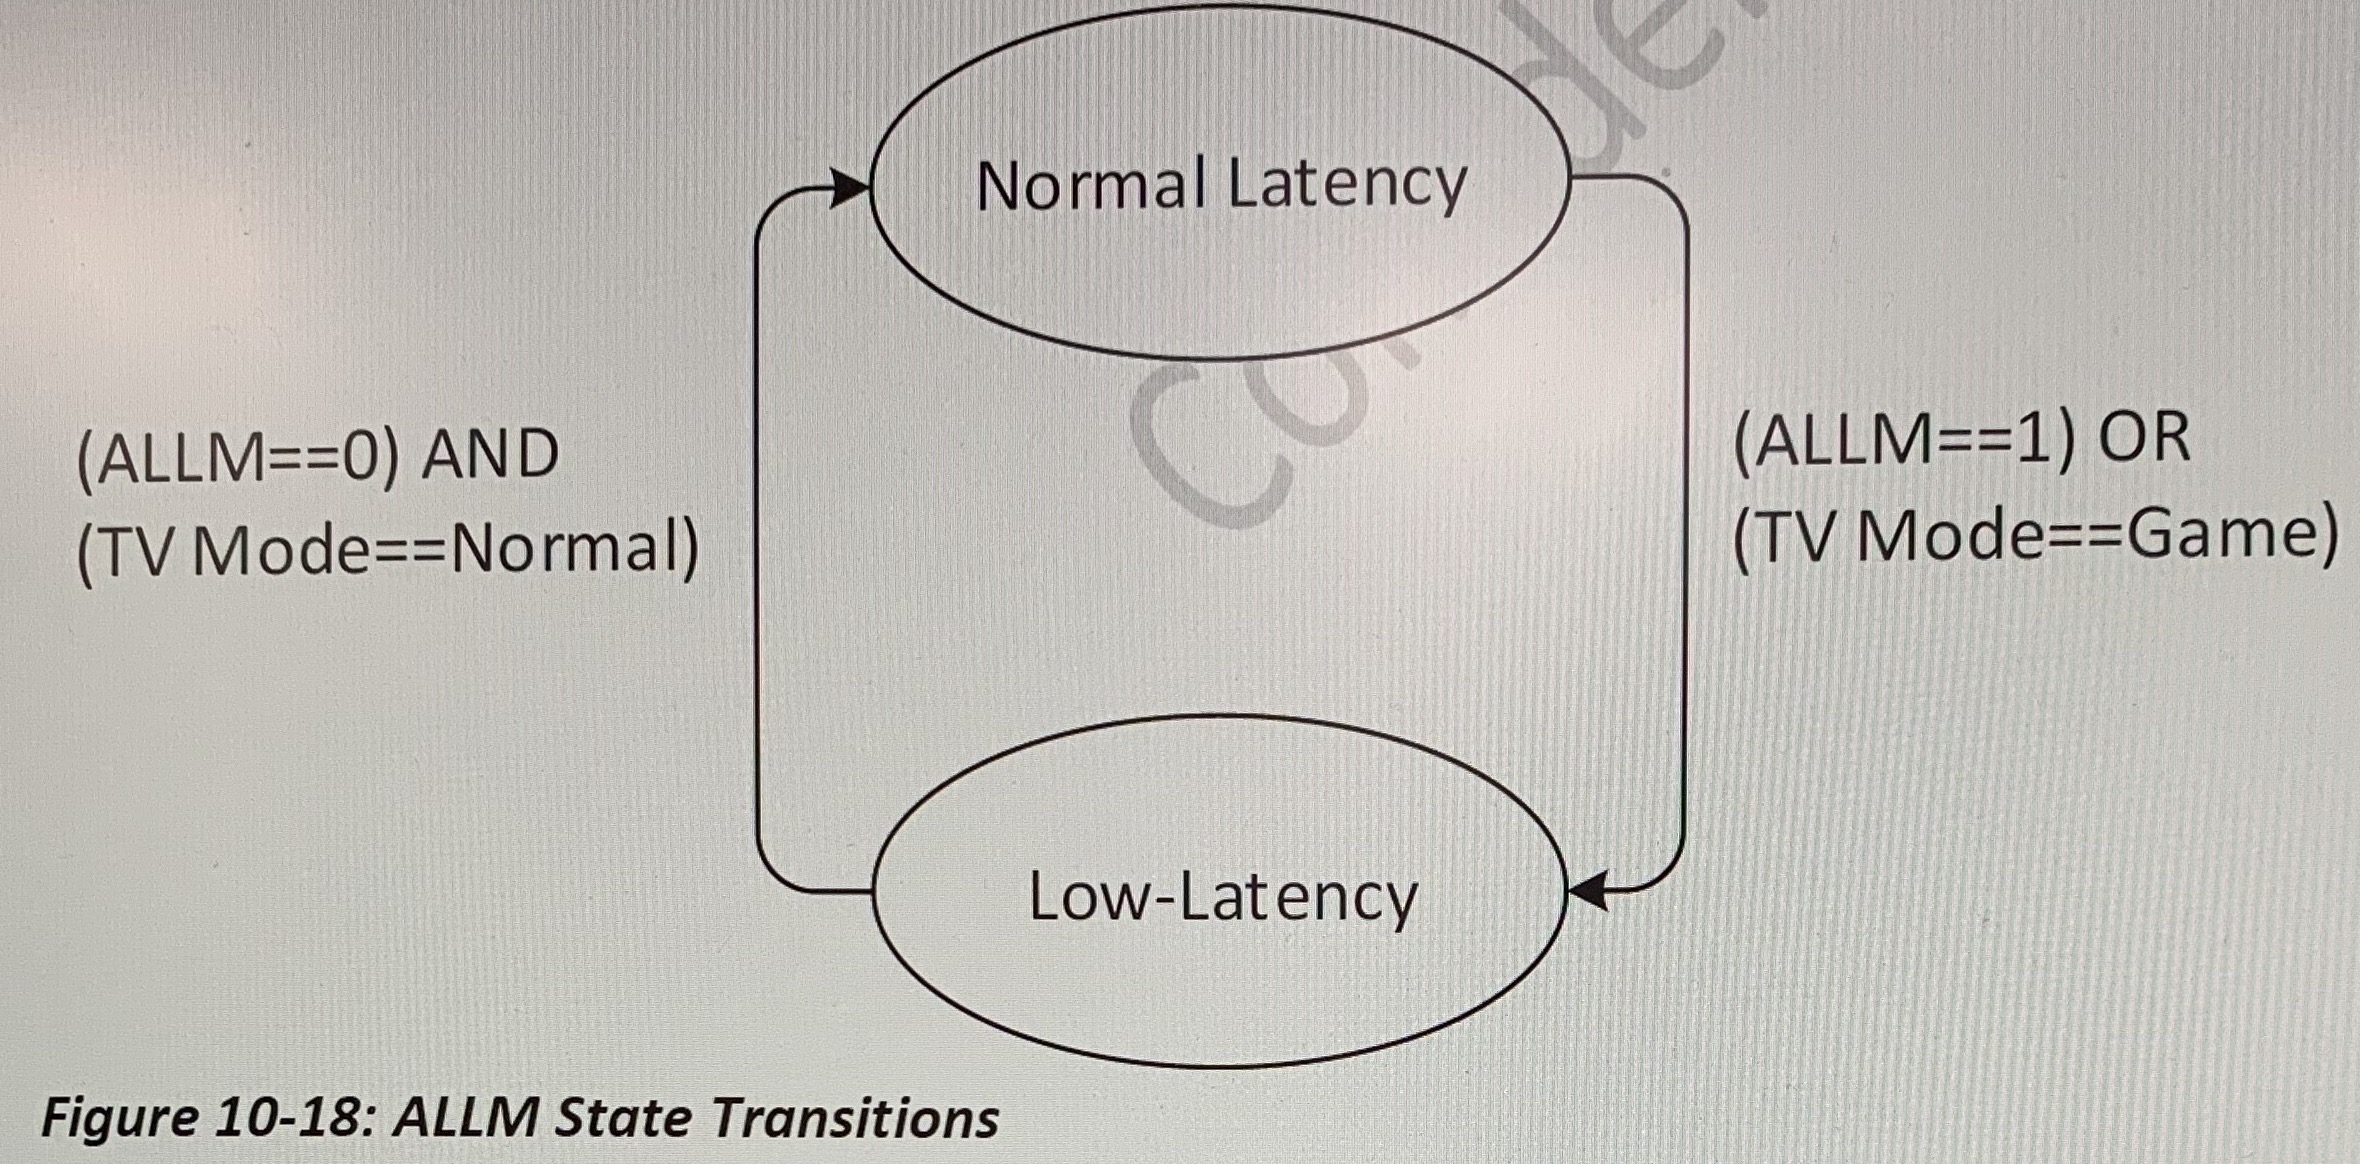 Normal Latency
(ALLM==0) AND
(TV Mode==Normal)
(ALLM==1) OR
(TV Mode==Game)
Low-Latency
Figure 10-18: ALLM State Transitions